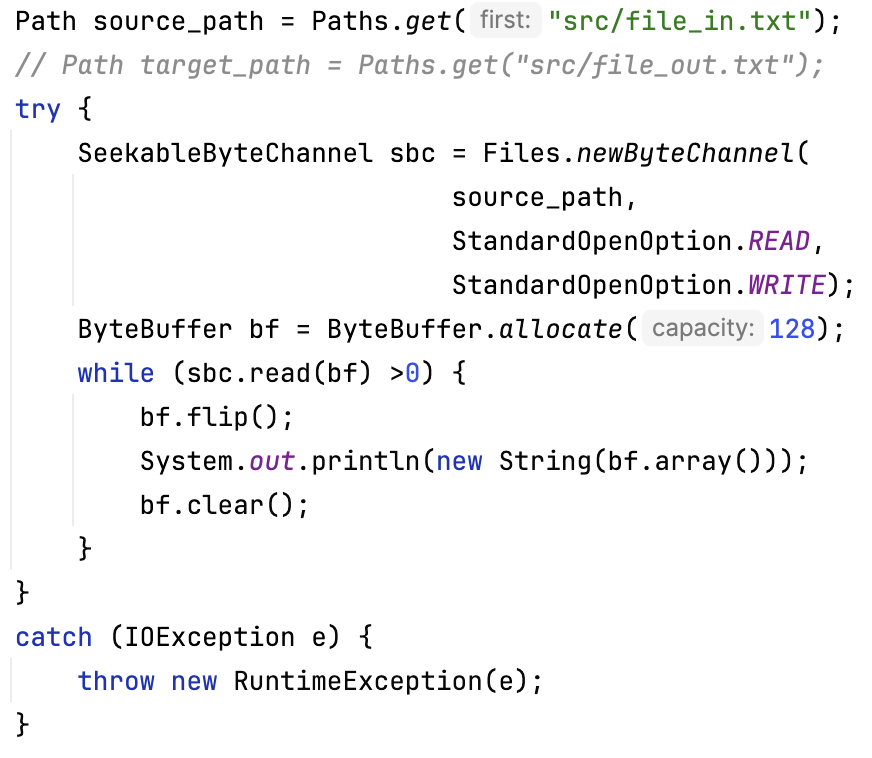 Path source_path = Paths.get( first: "src/file_in.txt");
// Path target_path = Paths.get("src/file_out.txt");
try {
    SeekableByteChannel sbc = Files.newByteChannel(
                            source_path,
                            StandardOpenOption.READ,
                            StandardOpenOption.WRITE);
    ByteBuffer bf = ByteBuffer.allocate( capacity: 128);
    while (sbc.read(bf) >0) {
        bf.flip();
        System.out.println(new String(bf.array()));
        bf.clear();
    }
}
catch (IOException e) {
    throw new RuntimeException(e);
}